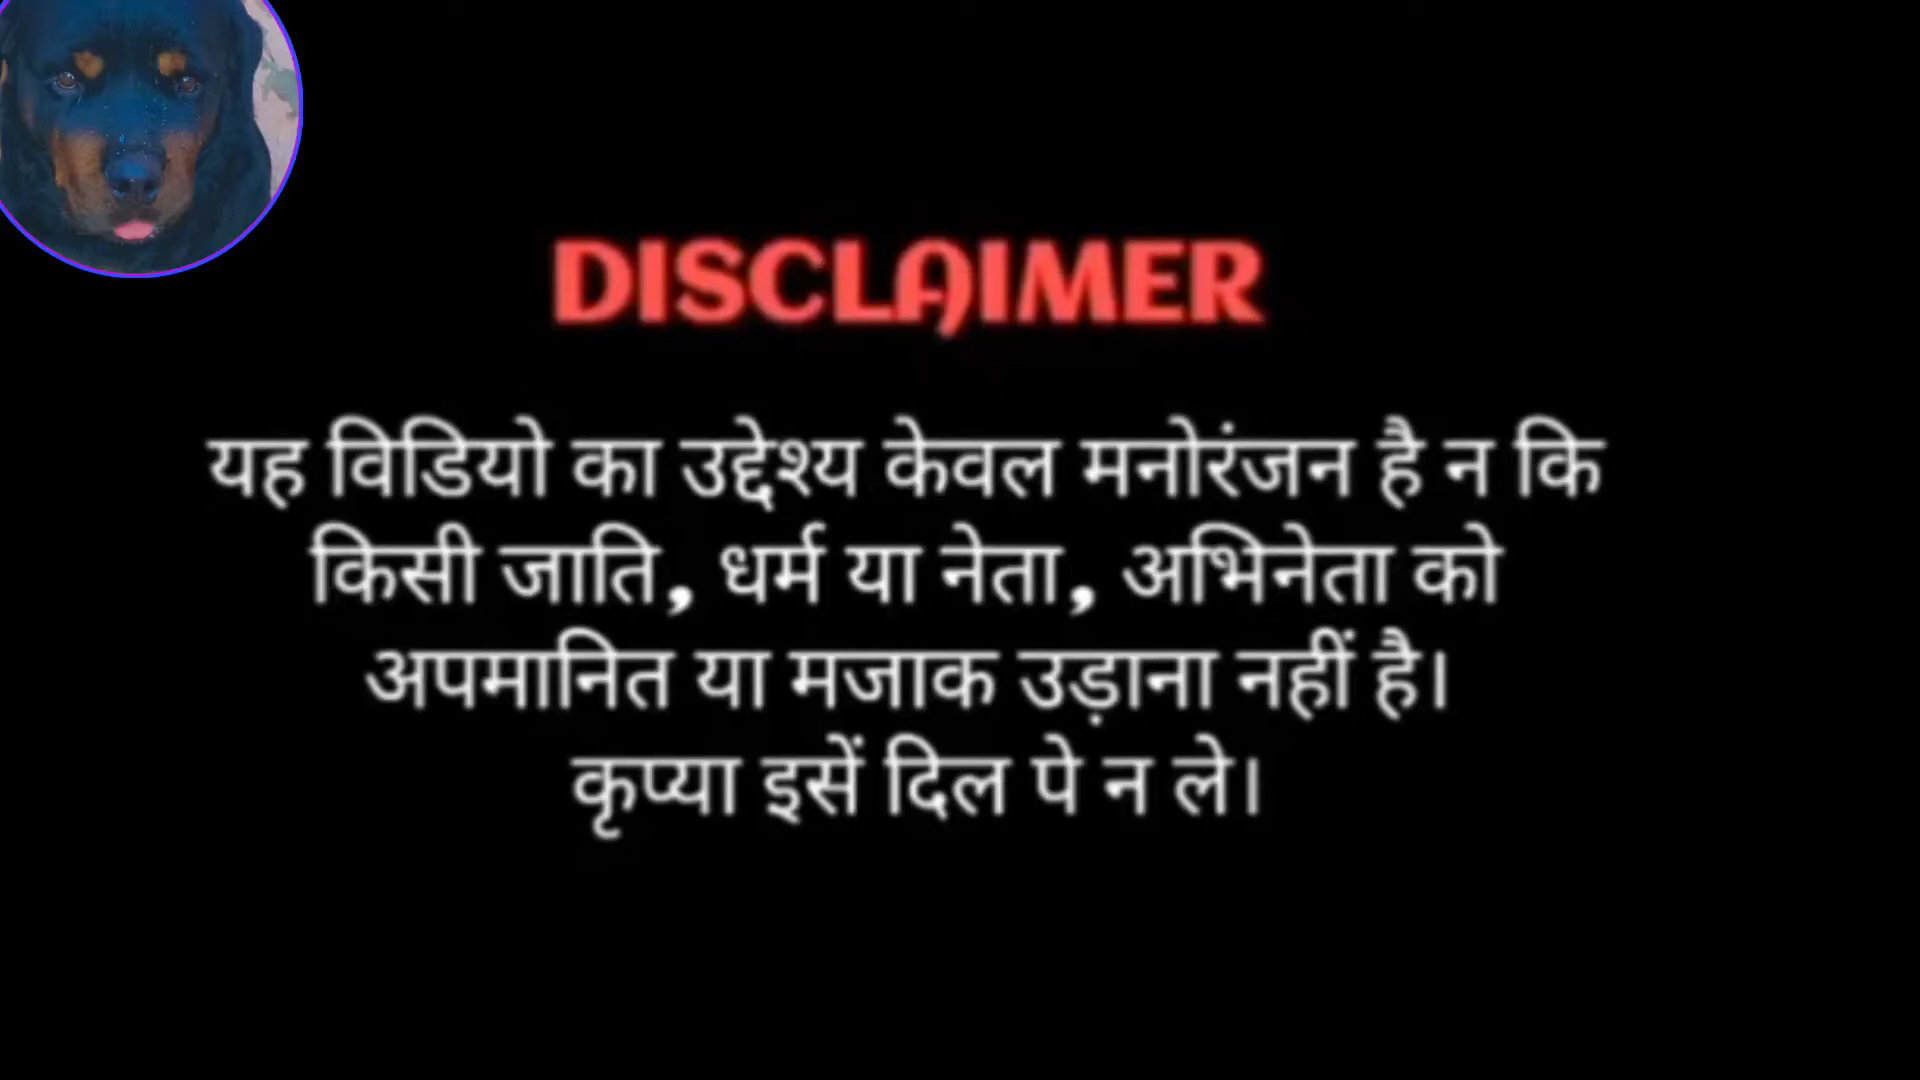 DISCLAIMER
यह विडियो का उद्देश्य केवल मनोरंजन है न कि
किसी जाति, धर्म या नेता, अभिनेता को
अपमानित या मजाक उड़ाना नहीं है।
कृप्या इसें दिल पे न ले।